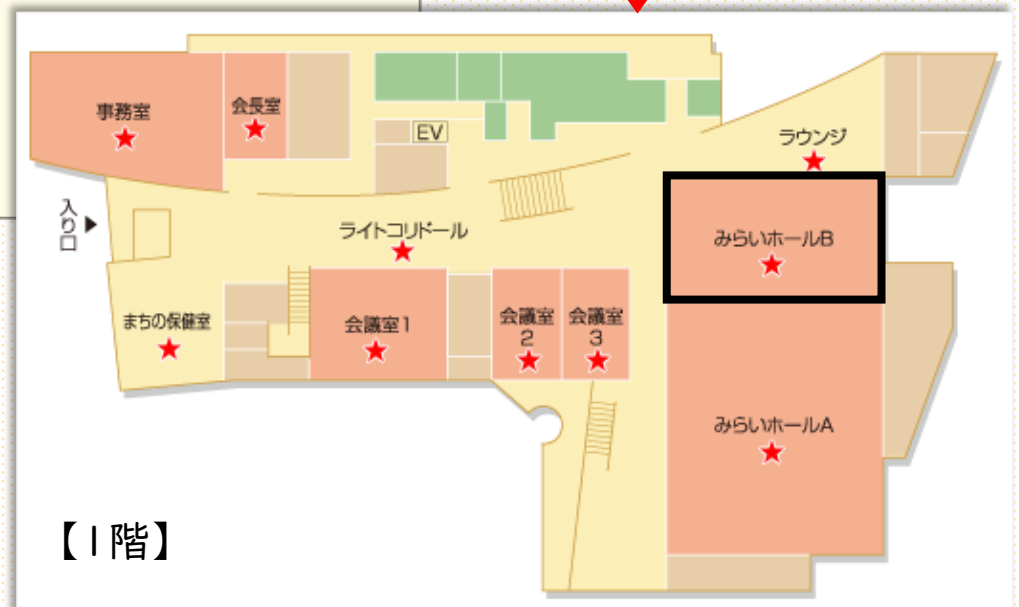 事務室
会長室
EV
ラウンジ
入り口
ライトコリドール
みらいホールB
まちの保健室
会議室1
会議室
2
会議室
3
みらいホールA
【1階】